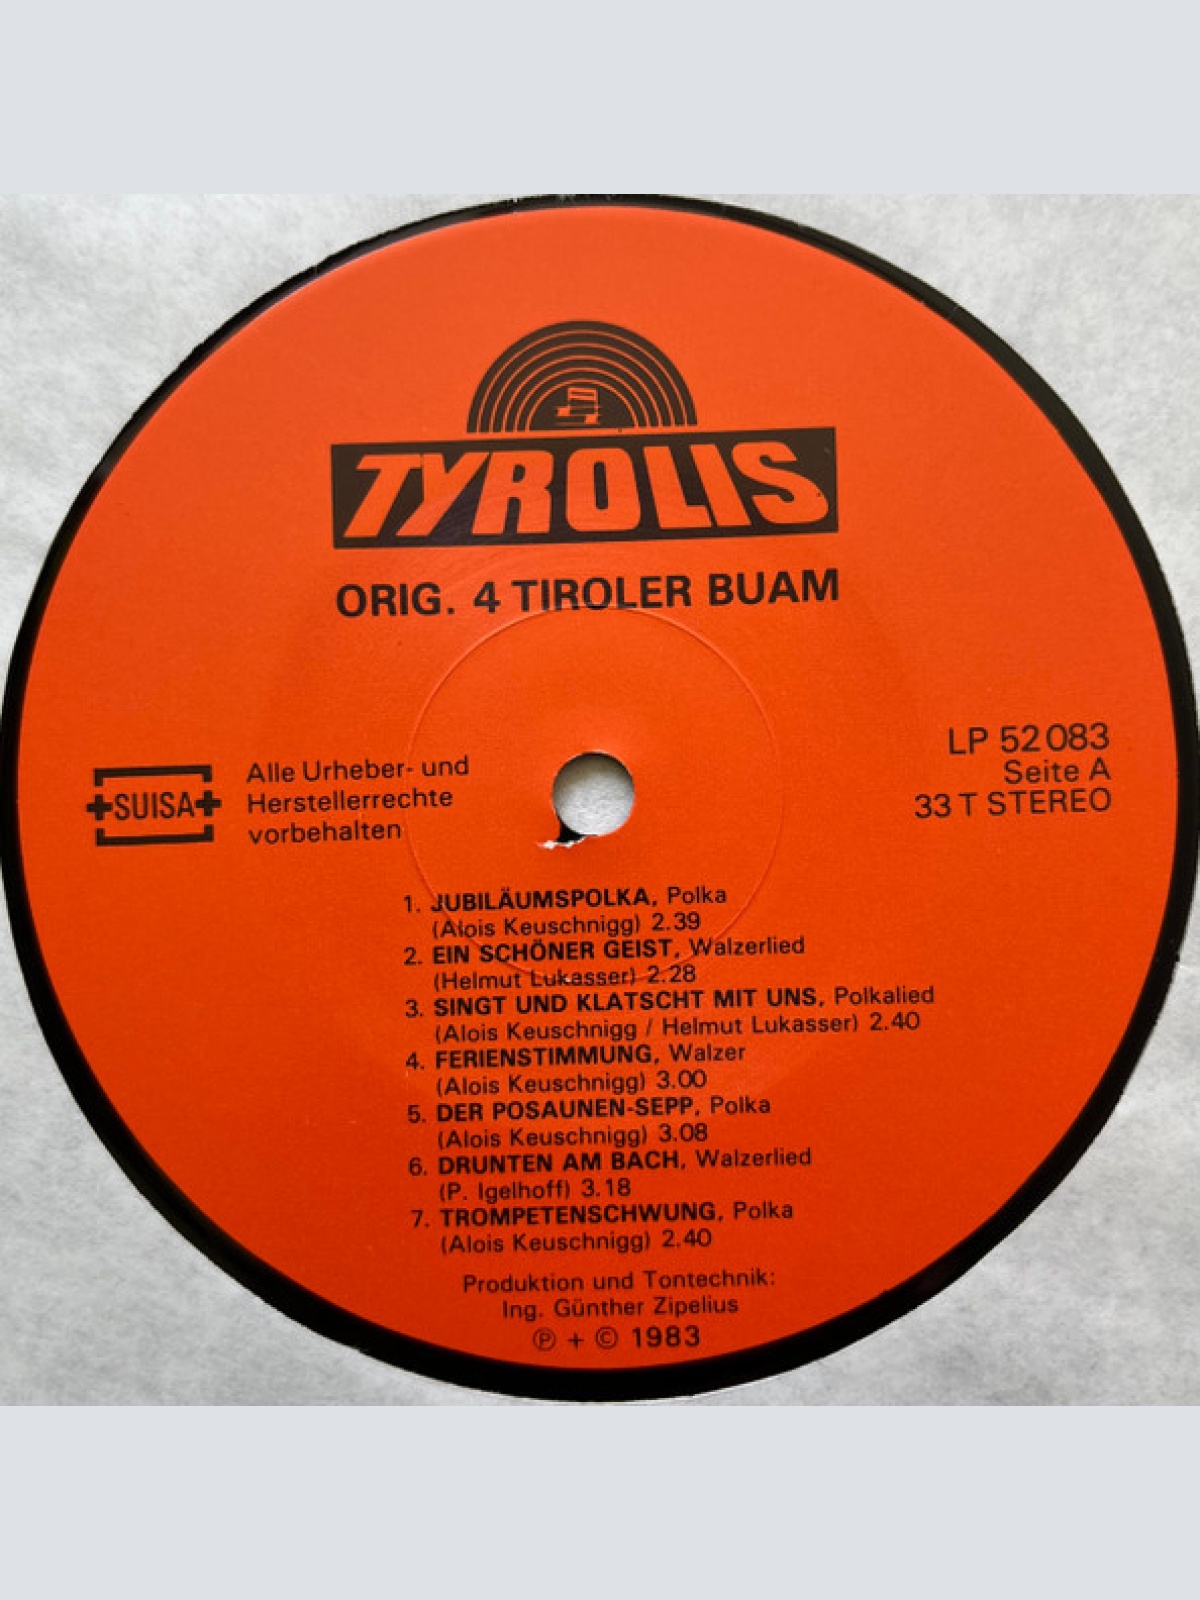 TYROLIS
ORIG. 4 TIROLER BUAM
LP 52083
Seite A
33 T STEREO
SUISA
Alle Urheber- und
Herstellerrechte
vorbehalten
1. JUBILÄUMSPOLKA, Polka
(Alois Keuschnigg) 2.39
2. EIN SCHÖNER GEIST, Walzerlied
(Helmut Lukasser) 2.28
3. SINGT UND KLATSCHT MIT UNS, Polkalied
(Alois Keuschnigg / Helmut Lukasser) 2.40
4. FERIENSTIMMUNG, Walzer
(Alois Keuschnigg) 3.00
5. DER POSAUNEN-SEPP, Polka
(Alois Keuschnigg) 3.08
6. DRUNTEN AM BACH, Walzerlied
(P. Igelhoff) 3.18
7. TROMPETENSCHWUNG, Polka
(Alois Keuschnigg) 2.40
Produktion und Tontechnik:
Ing. Günther Zipelius
℗ + © 1983